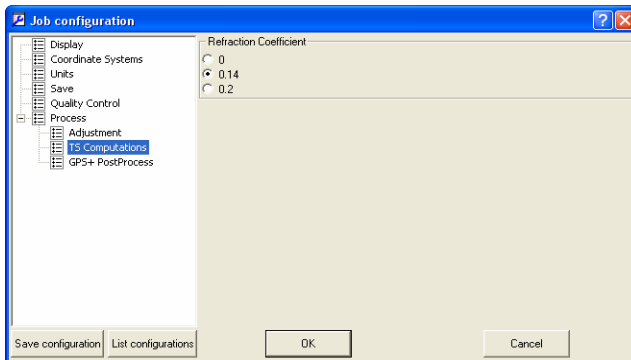 Job configuration
Display
Coordinate Systems
Units
Save
Quality Control
Process
Adjustment
TS Computations
GPS+ PostProcess
Refraction Coefficient
0
0.14
0.2
Save configuration
List configurations
OK
Cancel